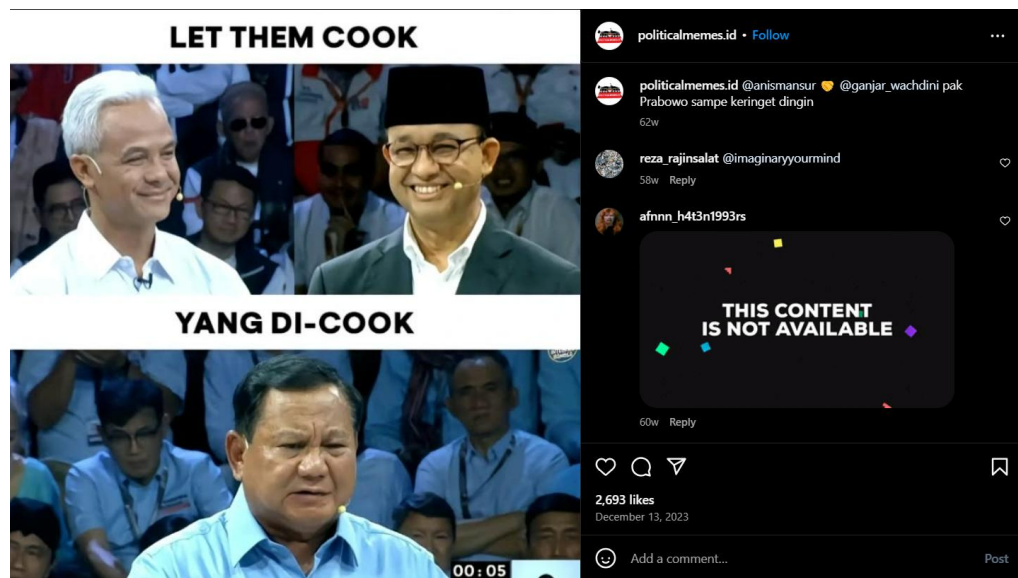 LET THEM COOK
YANG DI-COOK
00:05
politicalmemes.id • Follow
politicalmemes.id @anismansur 🤝 @ganjar_wachdini pak
Prabowo sampe keringet dingin
62w
reza_rajinsalat @imaginaryyourmind
58w Reply
afnnn_h4t3n1993rs
THIS CONTENT
IS NOT AVAILABLE
60w Reply
2,693 likes
December 13, 2023
Add a comment...
Post